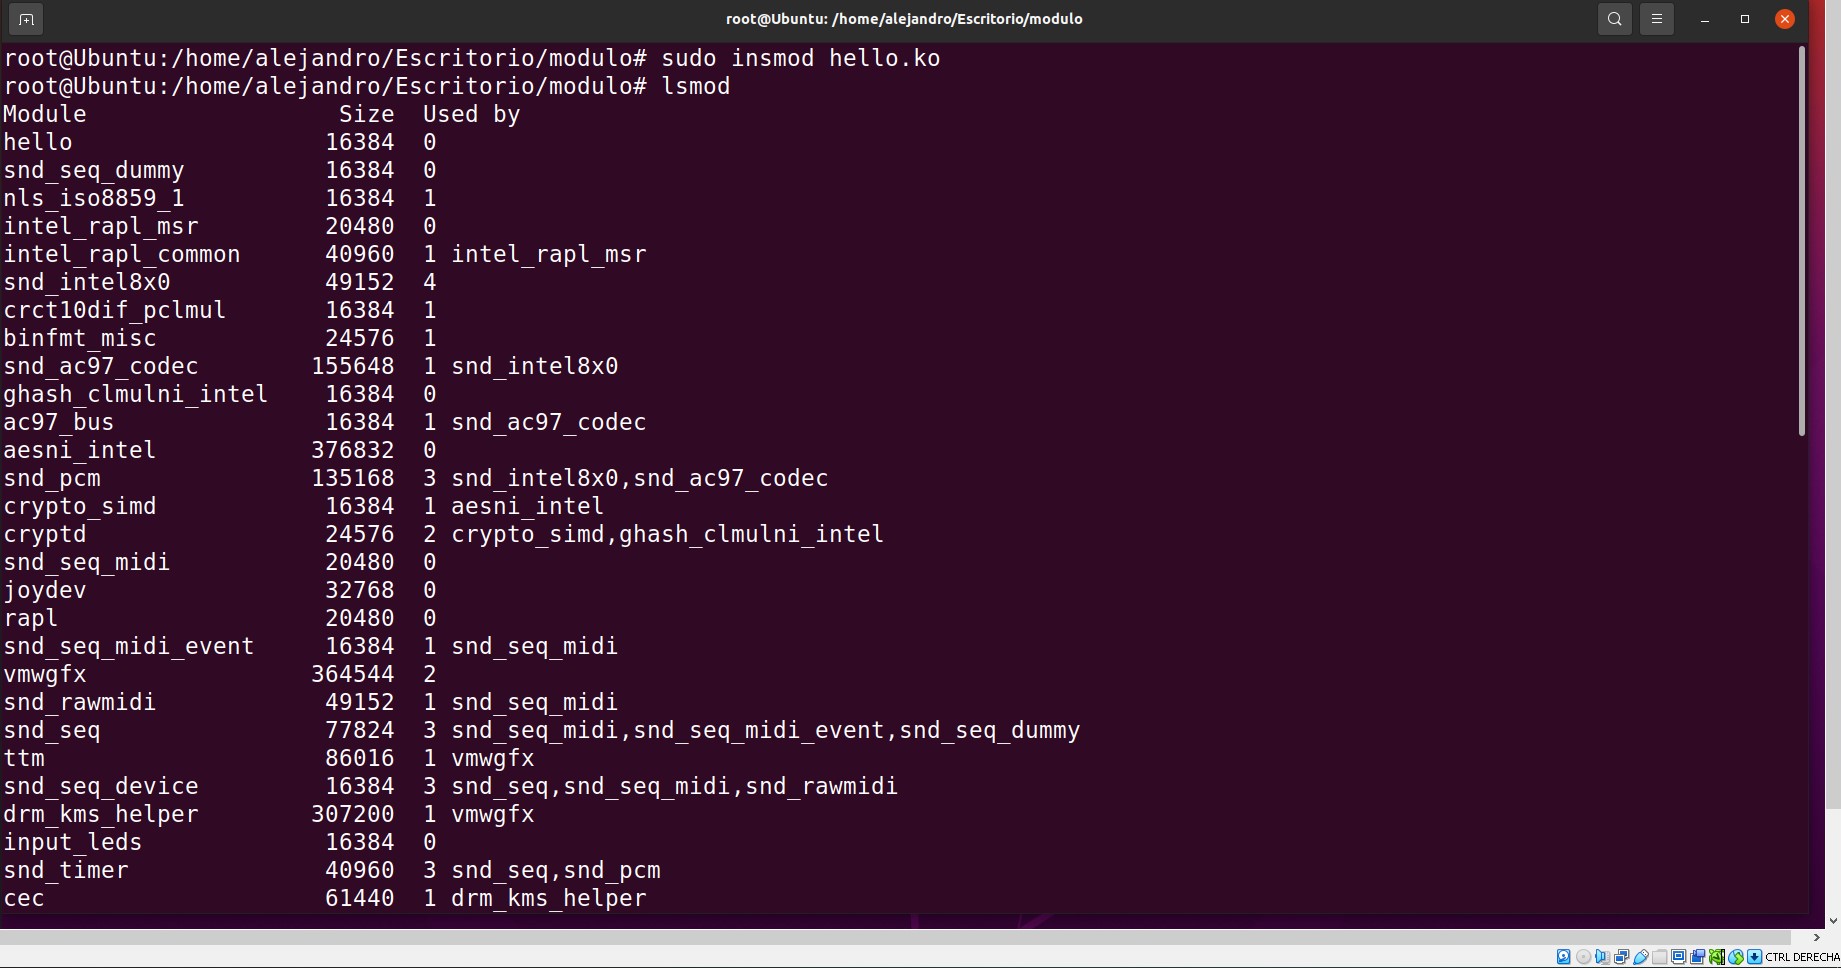 root@Ubuntu: /home/alejandro/Escritorio/modulo
root@Ubuntu:/home/alejandro/Escritorio/modulo# sudo insmod hello.ko
root@Ubuntu:/home/alejandro/Escritorio/modulo# lsmod
Module                  Size  Used by
hello                  16384  0
snd_seq_dummy          16384  0
nls_iso8859_1          16384  1
intel_rapl_msr         20480  0
intel_rapl_common      40960  1 intel_rapl_msr
snd_intel8x0           49152  4
crct10dif_pclmul       16384  1
binfmt_misc            24576  1
snd_ac97_codec        155648  1 snd_intel8x0
ghash_clmulni_intel    16384  0
ac97_bus               16384  1 snd_ac97_codec
aesni_intel           376832  0
snd_pcm               135168  3 snd_intel8x0,snd_ac97_codec
crypto_simd            16384  1 aesni_intel
cryptd                 24576  2 crypto_simd,ghash_clmulni_intel
snd_seq_midi           20480  0
joydev                 32768  0
rapl                   20480  0
snd_seq_midi_event     16384  1 snd_seq_midi
vmwgfx                364544  2
snd_rawmidi            49152  1 snd_seq_midi
snd_seq                77824  3 snd_seq_midi,snd_seq_midi_event,snd_seq_dummy
ttm                    86016  1 vmwgfx
snd_seq_device         16384  3 snd_seq,snd_seq_midi,snd_rawmidi
drm_kms_helper        307200  1 vmwgfx
input_leds             16384  0
snd_timer              40960  3 snd_seq,snd_pcm
cec                    61440  1 drm_kms_helper
CTRL DERECHA